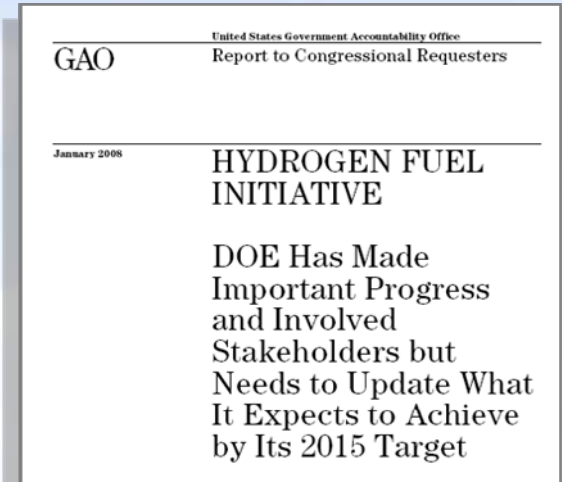 United States Government Accountability Office
GAO
Report to Congressional Requesters
January 2008
HYDROGEN FUEL
INITIATIVE
DOE Has Made
Important Progress
and Involved
Stakeholders but
Needs to Update What
It Expects to Achieve
by Its 2015 Target